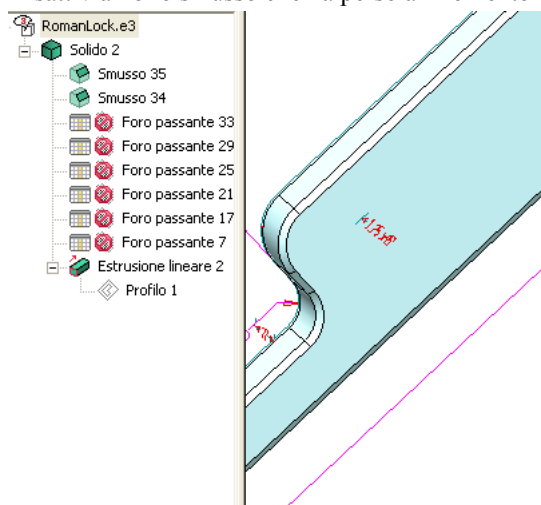 RomanLock.e3
Solido 2
Smusso 35
Smusso 34
Foro passante 33
Foro passante 29
Foro passante 25
Foro passante 21
Foro passante 17
Foro passante 7
Estrusione lineare 2
Profilo 1